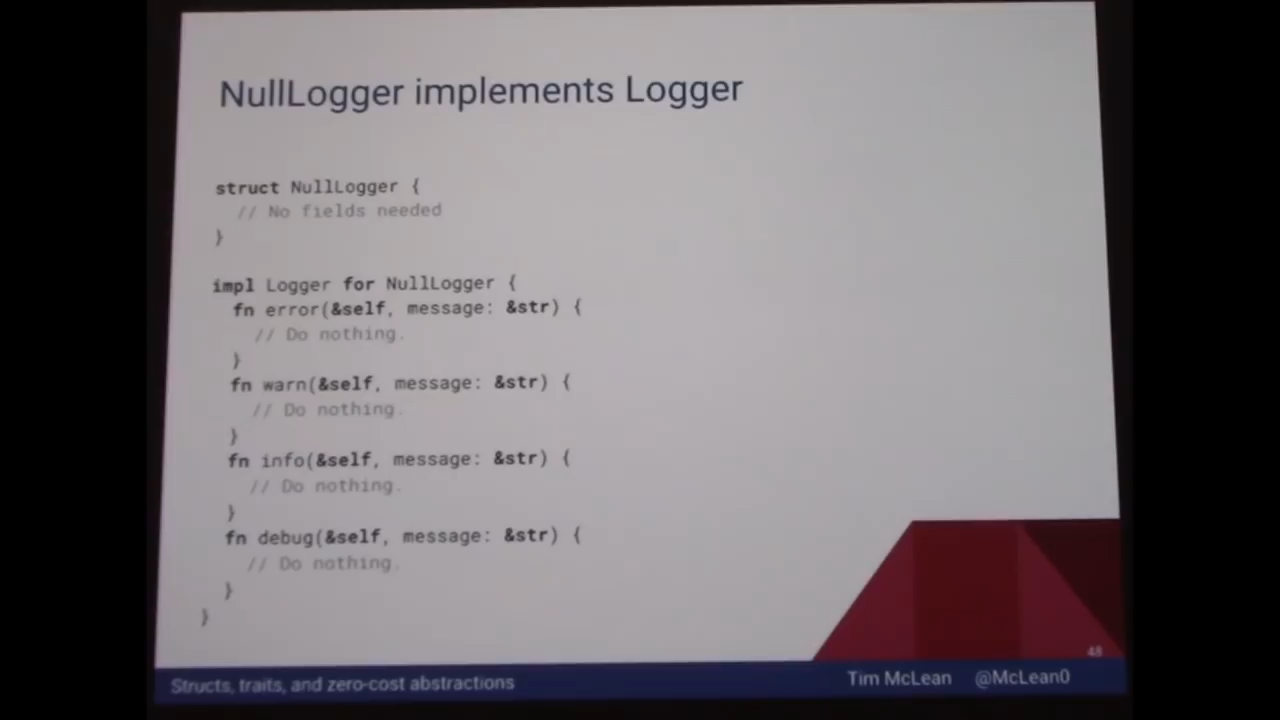 NullLogger implements Logger
struct NullLogger {
// No fields needed
}
impl Logger for NullLogger {
fn error(&self, message: &str) {
// Do nothing.
}
fn warn(&self, message: &str) {
// Do nothing.
}
fn info(&self, message: &str) {
// Do nothing.
}
fn debug(&self, message: &str) {
// Do nothing.
}
}
48
Structs, traits, and zero-cost abstractions
Tim McLean @McLean0